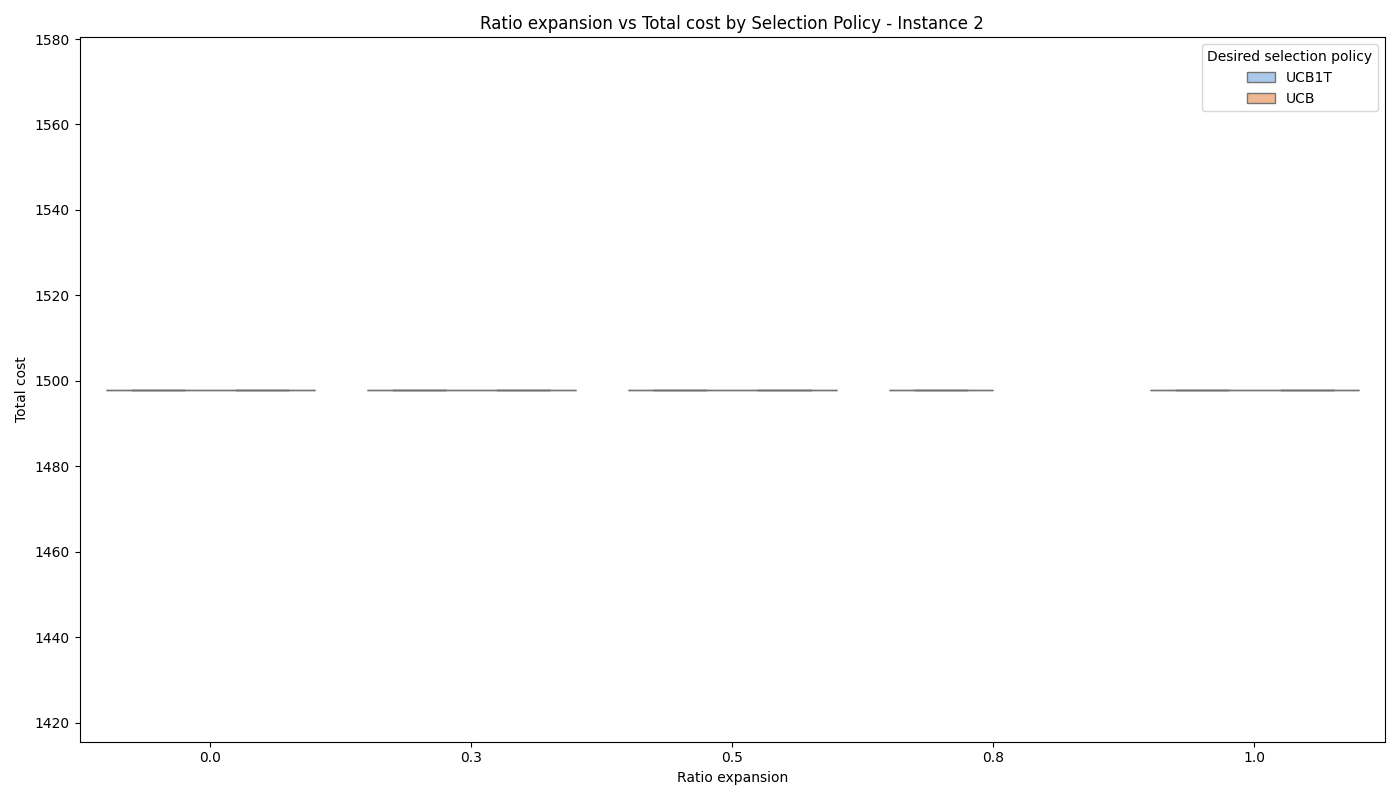 Ratio expansion vs Total cost by Selection Policy - Instance 2
Desired selection policy
UCB1T
UCB
Total cost
1580
1560
1540
1520
1500
1480
1460
1440
1420
0.0
0.3
0.5
0.8
1.0
Ratio expansion